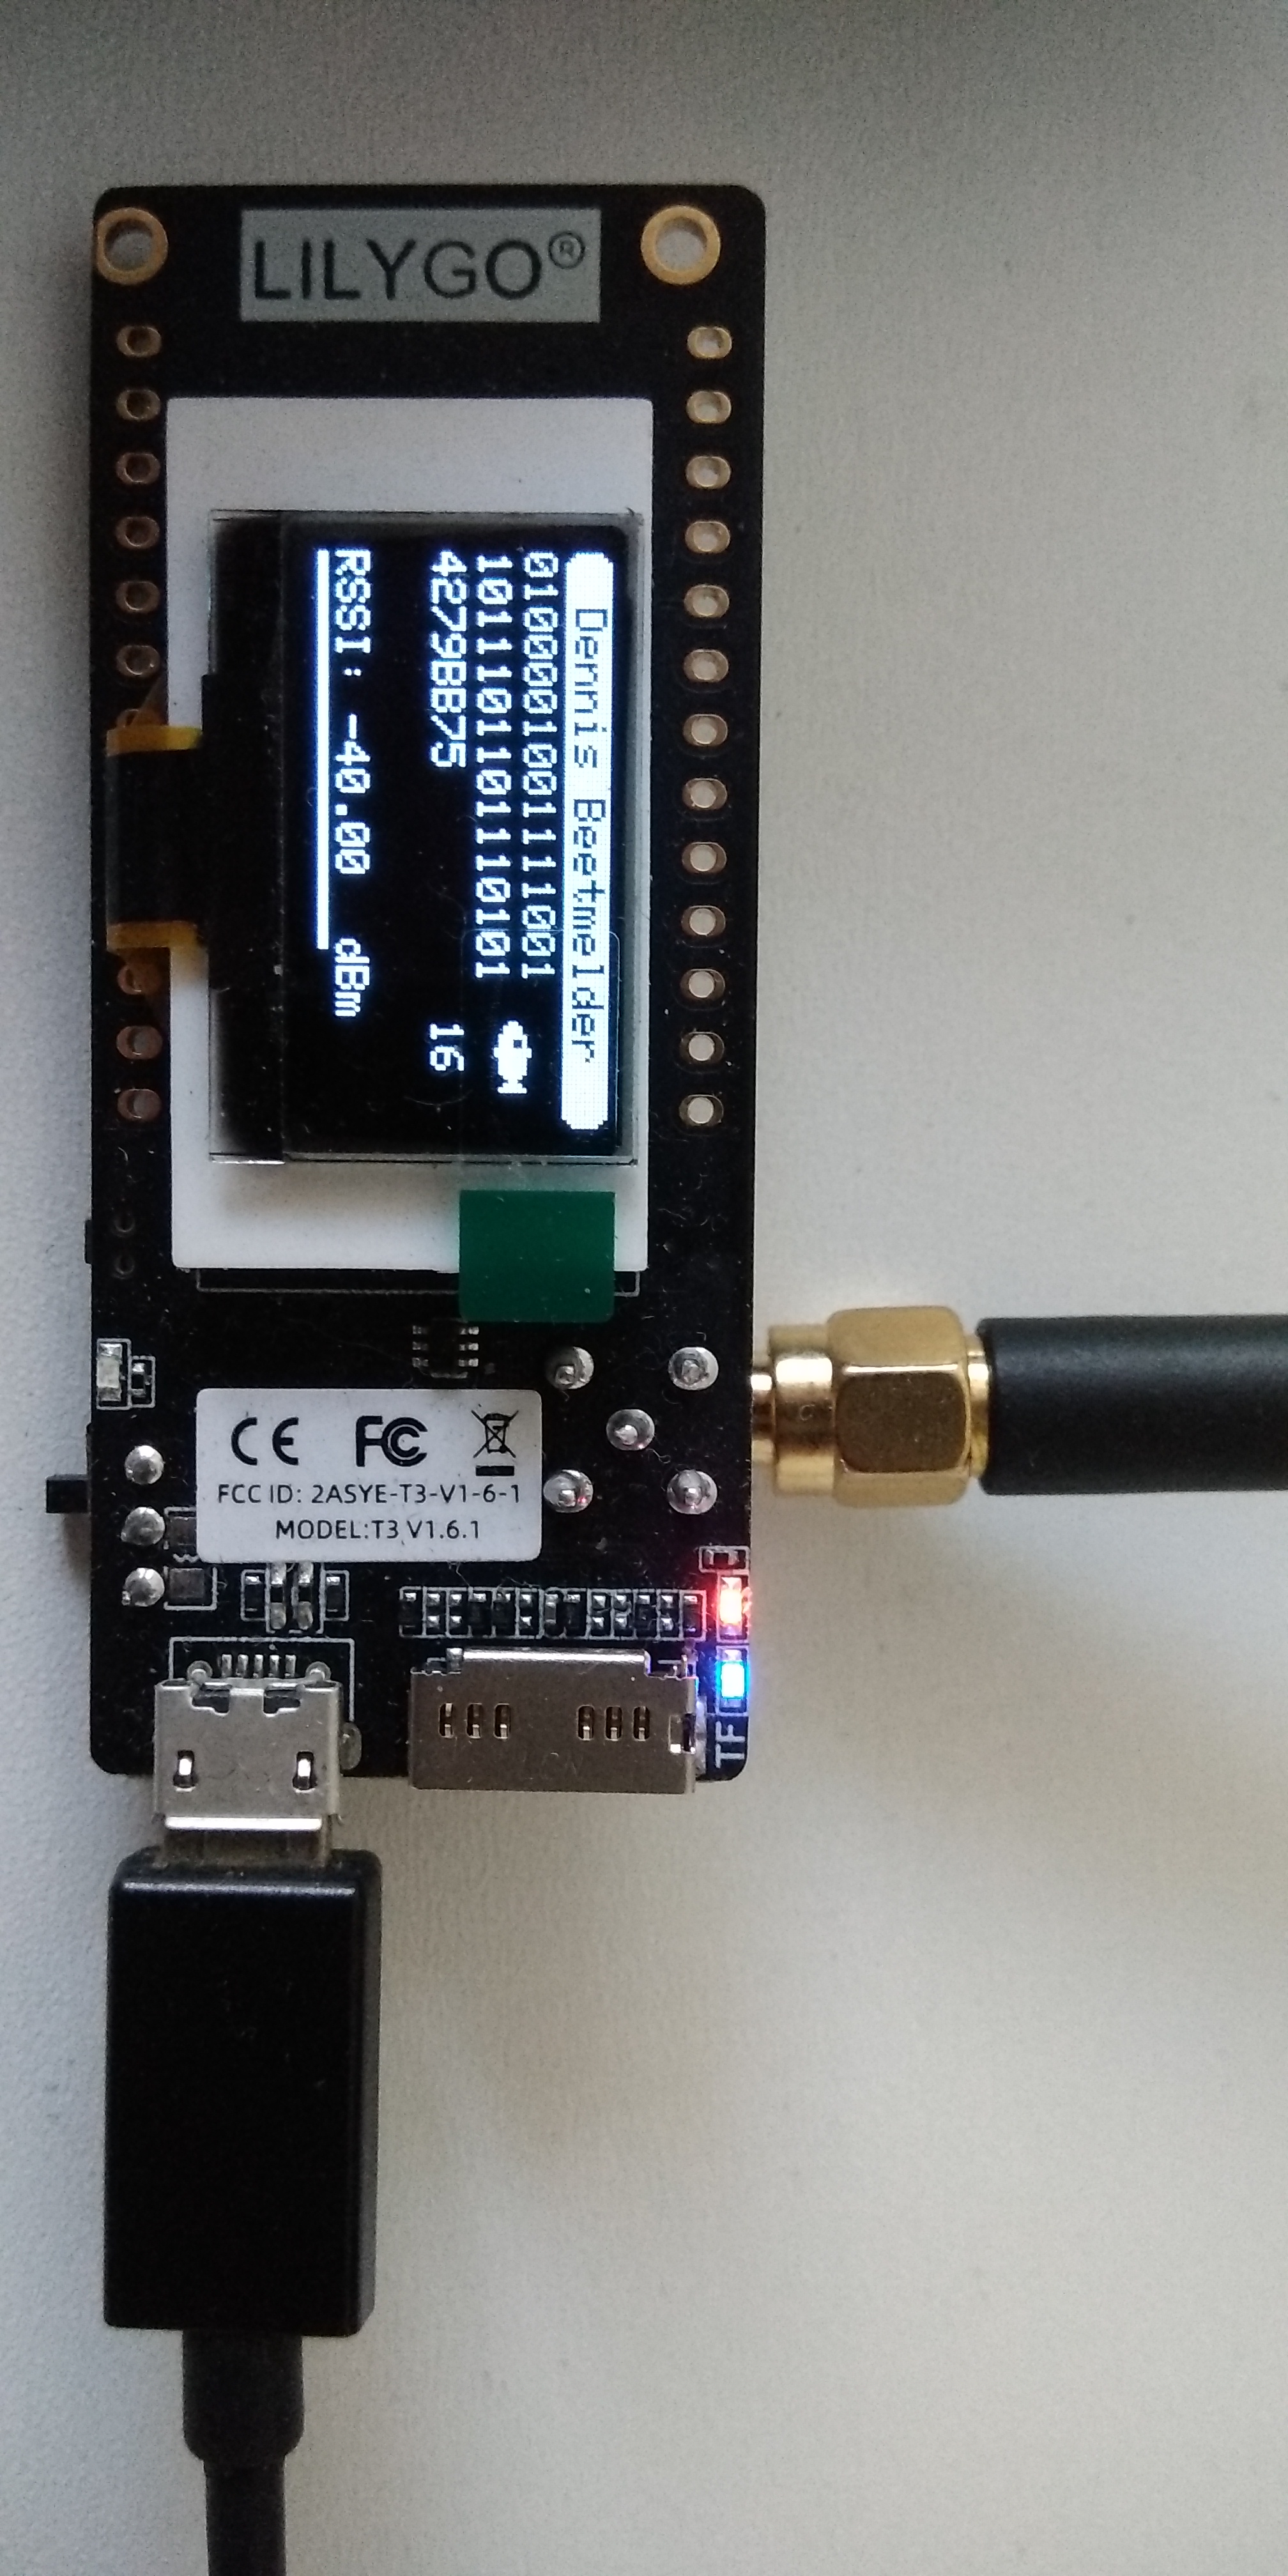 Dennis Beetmelder
0100001001111001
1011101101110101
4279BB75 16
RSSI: -40.00 dBm
LILYGO®
CE FC
FCC ID: 2ASYE-T3-V1-6-1
MODEL:T3 V1.6.1
TF